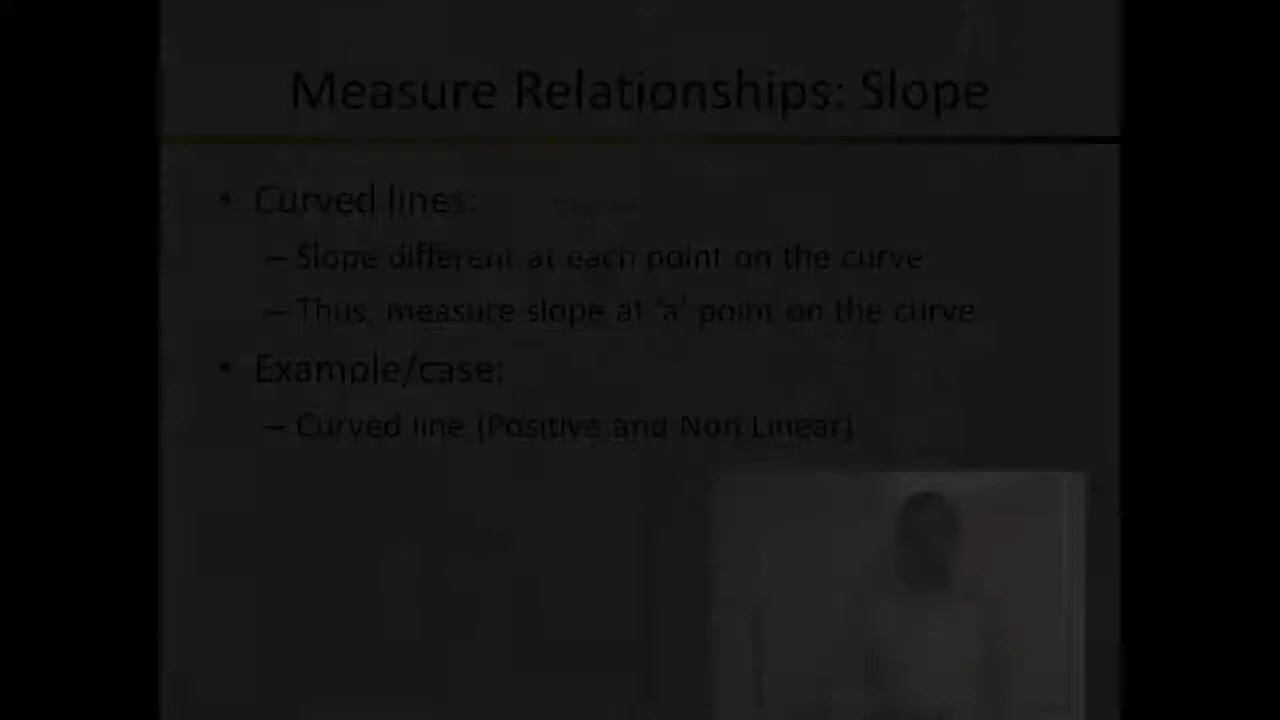 Measure Relationships: Slope
• Curved lines:
– Slope different at each point on the curve
– Thus, measure slope at 'a' point on the curve
• Example/case:
– Curved line (Positive and Non Linear)